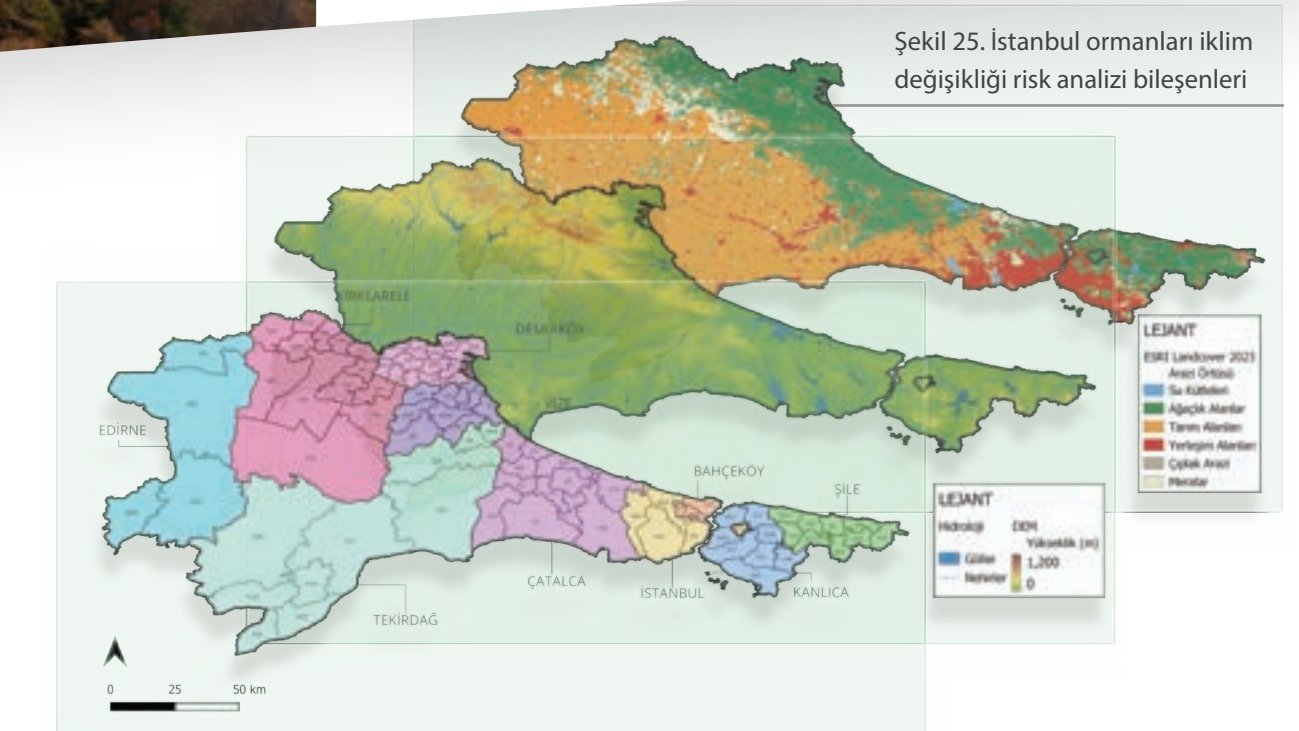 Şekil 25. İstanbul ormanları iklim
değişikliği risk analizi bileşenleri
LEJANT
ESRI Landcover 2023
Arazi Örtüsü
Su Kütleleri
Ağaçlık Alanlar
Tarım Alanları
Yerleşim Alanları
Çıplak Arazi
Meralar
KIRKLARELİ
DEMİRKÖY
VİZE
EDİRNE
BAHÇEKÖY
ŞİLE
ÇATALCA
İSTANBUL
KANLICA
TEKİRDAĞ
LEJANT
Hidroloji DEM
Yükseklik (m)
Göller 1,200
Nehirler 0
0 25 50 km